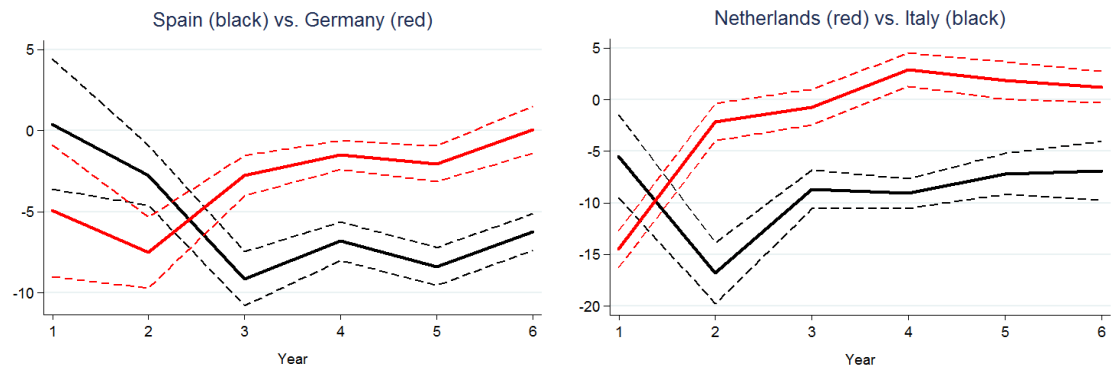 Spain (black) vs. Germany (red)
5
0
-5
-10
1 2 3 4 5 6
Year
Netherlands (red) vs. Italy (black)
5
0
-5
-10
-15
-20
1 2 3 4 5 6
Year